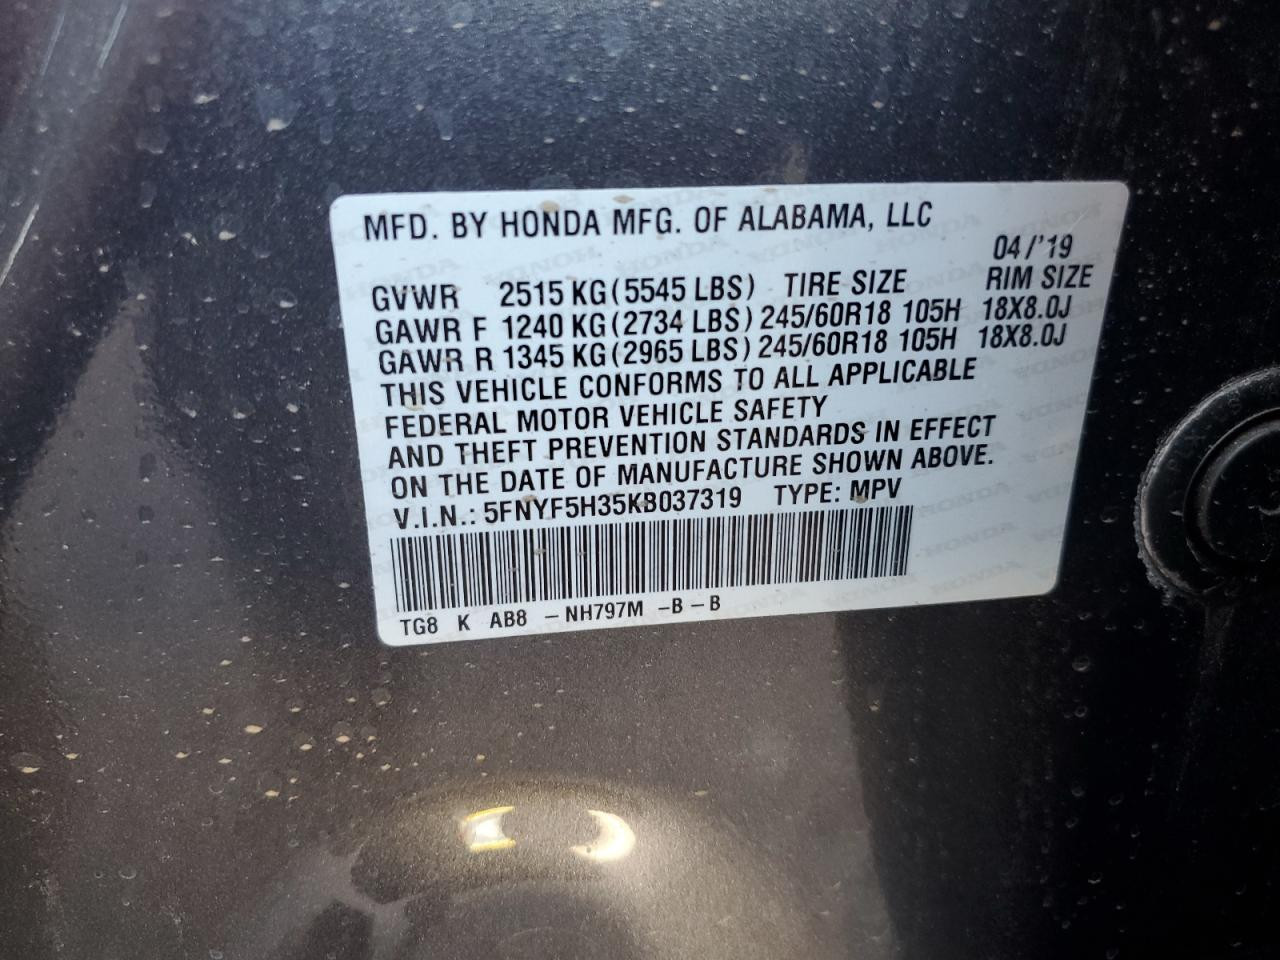 MFD. BY HONDA MFG. OF ALABAMA, LLC
04/'19
GVWR 2515 KG (5545 LBS) TIRE SIZE RIM SIZE
GAWR F 1240 KG (2734 LBS) 245/60R18 105H 18X8.0J
GAWR R 1345 KG (2965 LBS) 245/60R18 105H 18X8.0J
THIS VEHICLE CONFORMS TO ALL APPLICABLE
FEDERAL MOTOR VEHICLE SAFETY
AND THEFT PREVENTION STANDARDS IN EFFECT
ON THE DATE OF MANUFACTURE SHOWN ABOVE.
V.I.N.: 5FNYF5H35KB037319 TYPE: MPV
TG8 K AB8 -NH797M -B-B